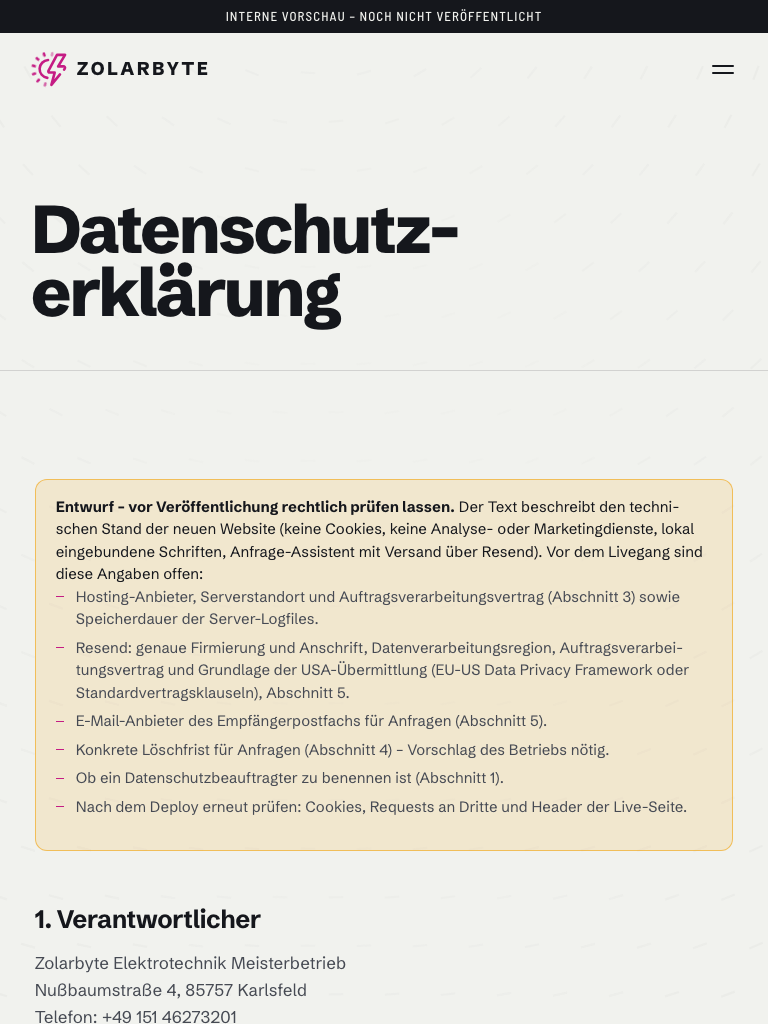 INTERNE VORSCHAU – NOCH NICHT VERÖFFENTLICHT
ZOLARBYTE
Datenschutz-
erklärung
Entwurf – vor Veröffentlichung rechtlich prüfen lassen. Der Text beschreibt den techni-
schen Stand der neuen Website (keine Cookies, keine Analyse- oder Marketingdienste, lokal
eingebundene Schriften, Anfrage-Assistent mit Versand über Resend). Vor dem Livegang sind
diese Angaben offen:
– Hosting-Anbieter, Serverstandort und Auftragsverarbeitungsvertrag (Abschnitt 3) sowie
Speicherdauer der Server-Logfiles.
– Resend: genaue Firmierung und Anschrift, Datenverarbeitungsregion, Auftragsverarbei-
tungsvertrag und Grundlage der USA-Übermittlung (EU-US Data Privacy Framework oder
Standardvertragsklauseln), Abschnitt 5.
– E-Mail-Anbieter des Empfängerpostfachs für Anfragen (Abschnitt 5).
– Konkrete Löschfrist für Anfragen (Abschnitt 4) – Vorschlag des Betriebs nötig.
– Ob ein Datenschutzbeauftragter zu benennen ist (Abschnitt 1).
– Nach dem Deploy erneut prüfen: Cookies, Requests an Dritte und Header der Live-Seite.
1. Verantwortlicher
Zolarbyte Elektrotechnik Meisterbetrieb
Nußbaumstraße 4, 85757 Karlsfeld
Telefon: +49 151 46273201